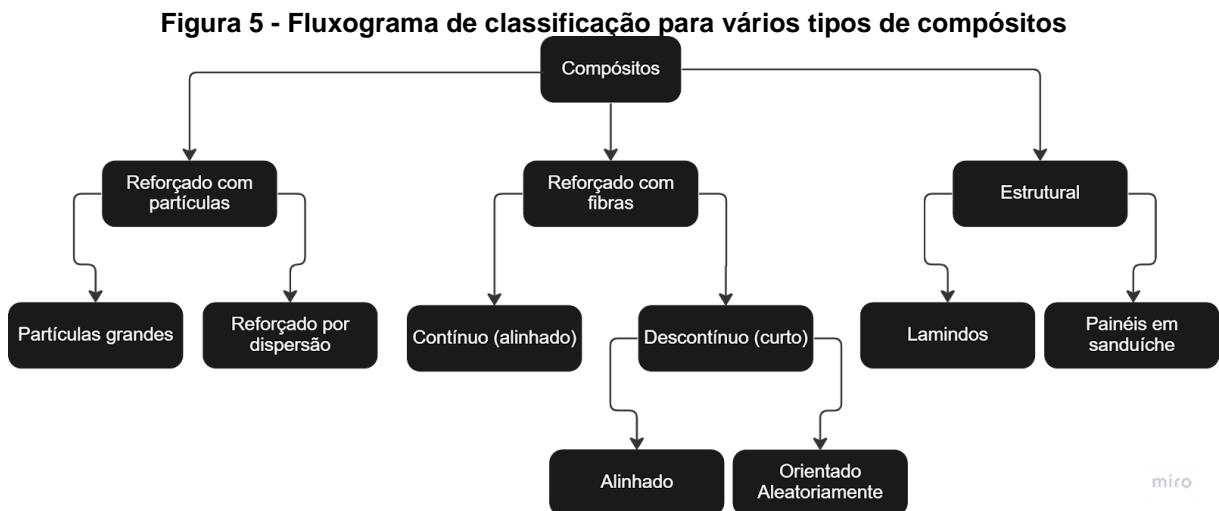 Figura 5 - Fluxograma de classificação para vários tipos de compósitos
Compósitos
Reforçado com
partículas
Reforçado com
fibras
Estrutural
Partículas grandes
Reforçado por
dispersão
Contínuo (alinhado)
Descontínuo (curto)
Lamindos
Painéis em
sanduíche
Alinhado
Orientado
Aleatoriamente
miro